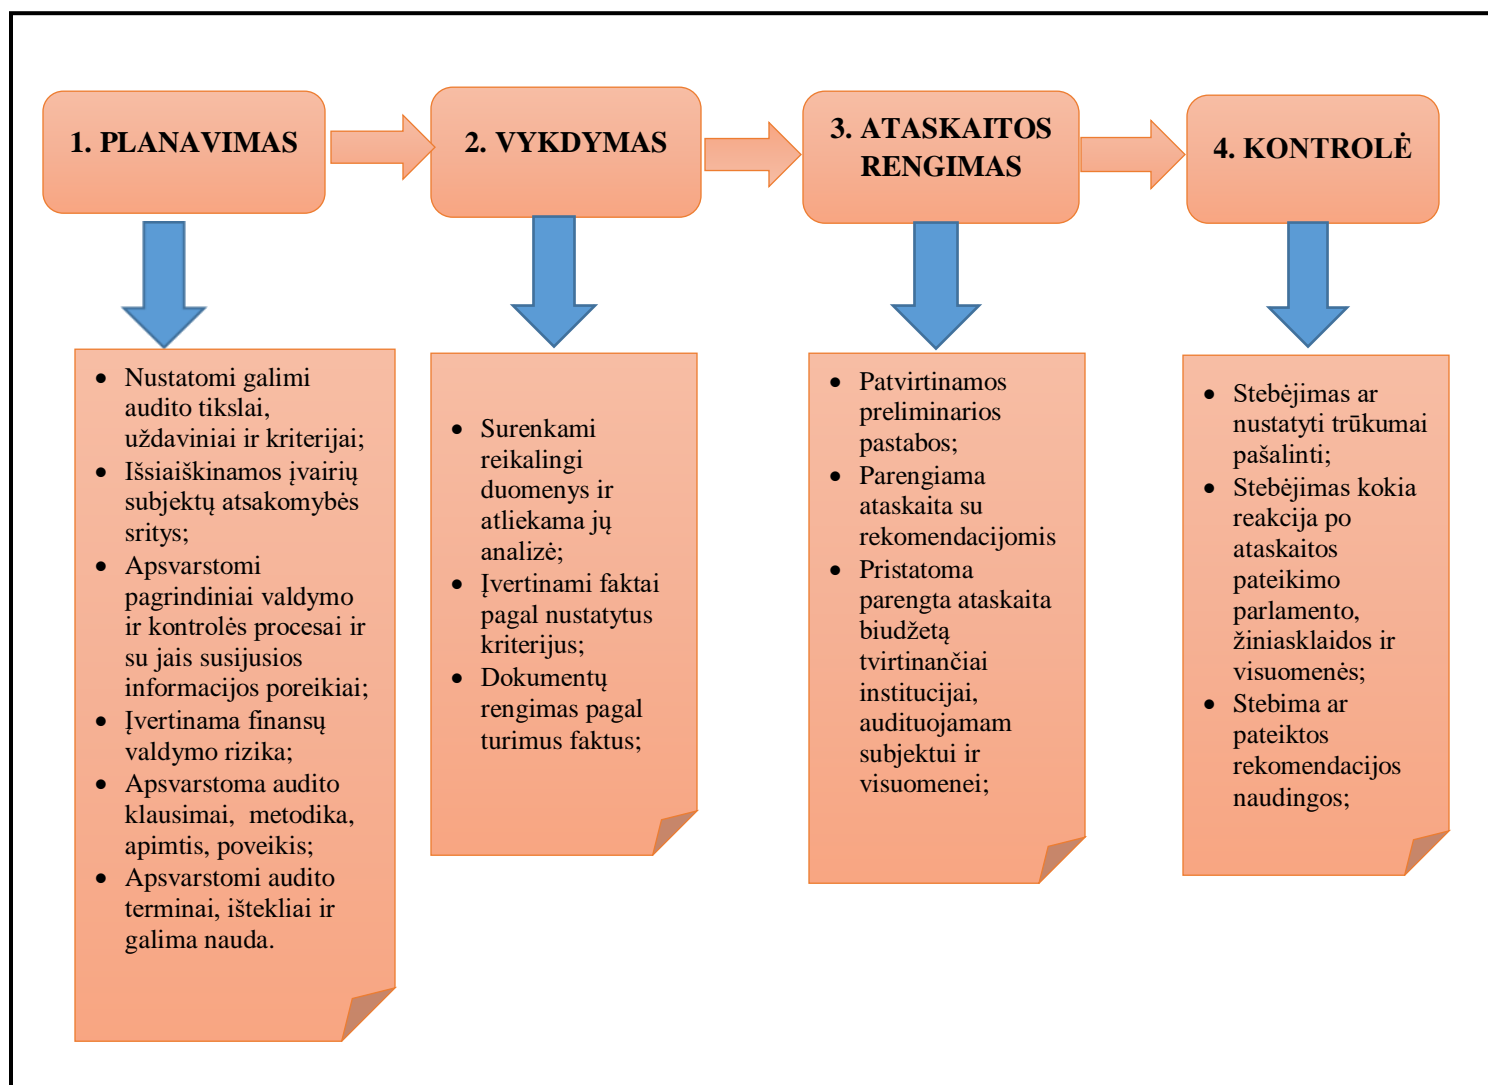 1. PLANAVIMAS
2. VYKDYMAS
3. ATASKAITOS
RENGIMAS
4. KONTROLĖ
• Nustatomi galimi
audito tikslai,
uždaviniai ir kriterijai;
• Išsiaiškinamos įvairių
subjektų atsakomybės
sritys;
• Apsvarstomi
pagrindiniai valdymo
ir kontrolės procesai ir
su jais susijusios
informacijos poreikiai;
• Įvertinama finansų
valdymo rizika;
• Apsvarstoma audito
klausimai, metodika,
apimtis, poveikis;
• Apsvarstomi audito
terminai, ištekliai ir
galima nauda.
• Surenkami
reikalingi
duomenys ir
atliekama jų
analizė;
• Įvertinami faktai
pagal nustatytus
kriterijus;
• Dokumentų
rengimas pagal
turimus faktus;
• Patvirtinamos
preliminarios
pastabos;
• Parengiama
ataskaita su
rekomendacijomis
• Pristatoma
parengta ataskaita
biudžetą
tvirtinančiai
institucijai,
audituojamam
subjektui ir
visuomenei;
• Stebėjimas ar
nustatyti trūkumai
pašalinti;
• Stebėjimas kokia
reakcija po
ataskaitos
pateikimo
parlamento,
žiniasklaidos ir
visuomenės;
• Stebima ar
pateiktos
rekomendacijos
naudingos;